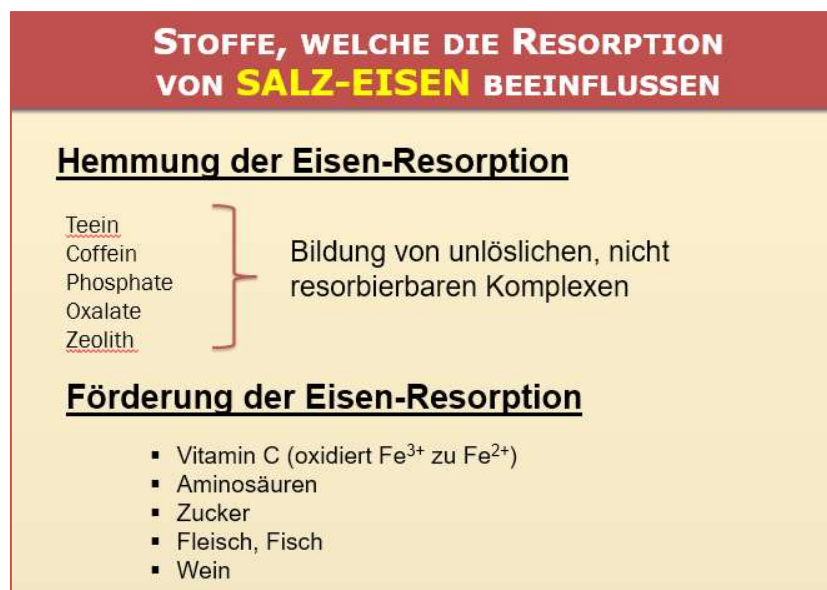 STOFFE, WELCHE DIE RESORPTION
VON SALZ-EISEN BEEINFLUSSEN
Hemmung der Eisen-Resorption
Teein
Coffein
Phosphate
Oxalate
Zeolith
Bildung von unlöslichen, nicht
resorbierbaren Komplexen
Förderung der Eisen-Resorption
▪ Vitamin C (oxidiert Fe³⁺ zu Fe²⁺)
▪ Aminosäuren
▪ Zucker
▪ Fleisch, Fisch
▪ Wein